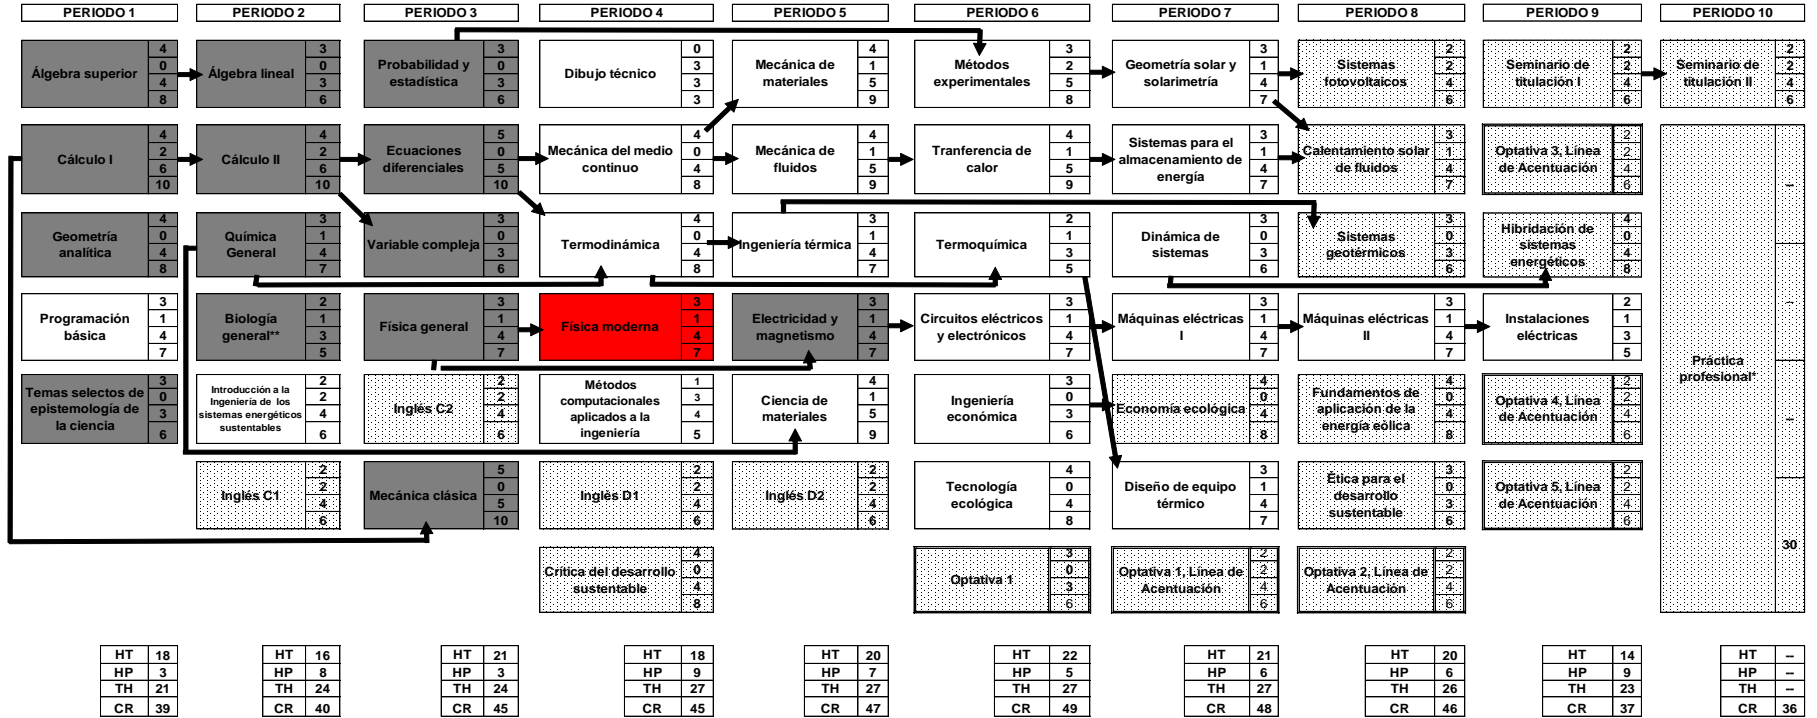 PERIODO 1
PERIODO 2
PERIODO 3
PERIODO 4
PERIODO 5
PERIODO 6
PERIODO 7
PERIODO 8
PERIODO 9
PERIODO 10
Álgebra superior
4
0
4
8
Álgebra lineal
3
0
3
6
Probabilidad y
estadística
3
0
3
6
Dibujo técnico
0
3
3
3
Mecánica de
materiales
4
1
5
9
Métodos
experimentales
3
2
5
8
Geometría solar y
solarimetría
3
1
4
7
Sistemas
fotovoltaicos
2
2
4
6
Seminario de
titulación I
2
2
4
6
Seminario de
titulación II
2
2
4
6
Cálculo I
4
2
6
10
Cálculo II
4
2
6
10
Ecuaciones
diferenciales
5
0
5
10
Mecánica del medio
continuo
4
0
4
8
Mecánica de
fluidos
4
1
5
9
Tranferencia de
calor
4
1
5
9
Sistemas para el
almacenamiento de
energía
3
1
4
7
Calentamiento solar
de fluidos
3
1
4
7
Optativa 3, Línea
de Acentuación
2
2
4
6
Práctica
profesional*
--
--
--
30
Geometría
analítica
4
0
4
8
Química
General
3
1
4
7
Variable compleja
3
0
3
6
Termodinámica
4
0
4
8
Ingeniería térmica
3
1
4
7
Termoquímica
2
1
3
5
Dinámica de
sistemas
3
0
3
6
Sistemas
geotérmicos
3
0
3
6
Hibridación de
sistemas
energéticos
4
0
4
8
Programación
básica
3
1
4
7
Biología
general**
2
1
3
5
Física general
3
1
4
7
Física moderna
3
1
4
7
Electricidad y
magnetismo
3
1
4
7
Circuitos eléctricos
y electrónicos
3
1
4
7
Máquinas eléctricas
I
3
1
4
7
Máquinas eléctricas
II
3
1
4
7
Instalaciones
eléctricas
2
1
3
5
Temas selectos de
epistemología de
la ciencia
3
0
3
6
Introducción a la
Ingeniería de los
sistemas energéticos
sustentables
2
2
4
6
Inglés C2
2
2
4
6
Métodos
computacionales
aplicados a la
ingeniería
1
3
4
5
Ciencia de
materiales
4
1
5
9
Ingeniería
económica
3
0
3
6
Economía ecológica
4
0
4
8
Fundamentos de
aplicación de la
energía eólica
4
0
4
8
Optativa 4, Línea
de Acentuación
2
2
4
6
Inglés C1
2
2
4
6
Mecánica clásica
5
0
5
10
Inglés D1
2
2
4
6
Inglés D2
2
2
4
6
Tecnología
ecológica
4
0
4
8
Diseño de equipo
térmico
3
1
4
7
Ética para el
desarrollo
sustentable
3
0
3
6
Optativa 5, Línea
de Acentuación
2
2
4
6
Crítica del desarrollo
sustentable
4
0
4
8
Optativa 1
3
0
3
6
Optativa 1, Línea de
Acentuación
2
2
4
6
Optativa 2, Línea de
Acentuación
2
2
4
6
HT 18
HP 3
TH 21
CR 39
HT 16
HP 8
TH 24
CR 40
HT 21
HP 3
TH 24
CR 45
HT 18
HP 9
TH 27
CR 45
HT 20
HP 7
TH 27
CR 47
HT 22
HP 5
TH 27
CR 49
HT 21
HP 6
TH 27
CR 48
HT 20
HP 6
TH 26
CR 46
HT 14
HP 9
TH 23
CR 37
HT --
HP --
TH --
CR 36